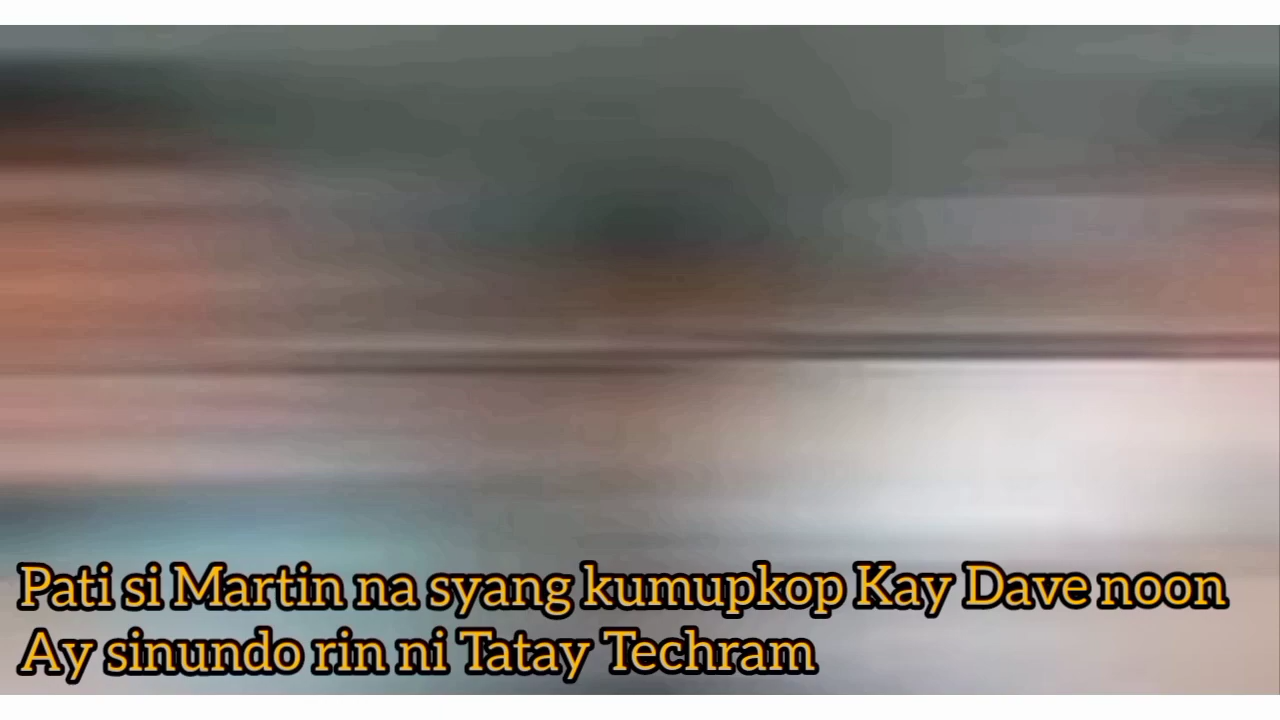 Pati si Martin na syang kumupkop Kay Dave noon
Ay sinundo rin ni Tatay Techram